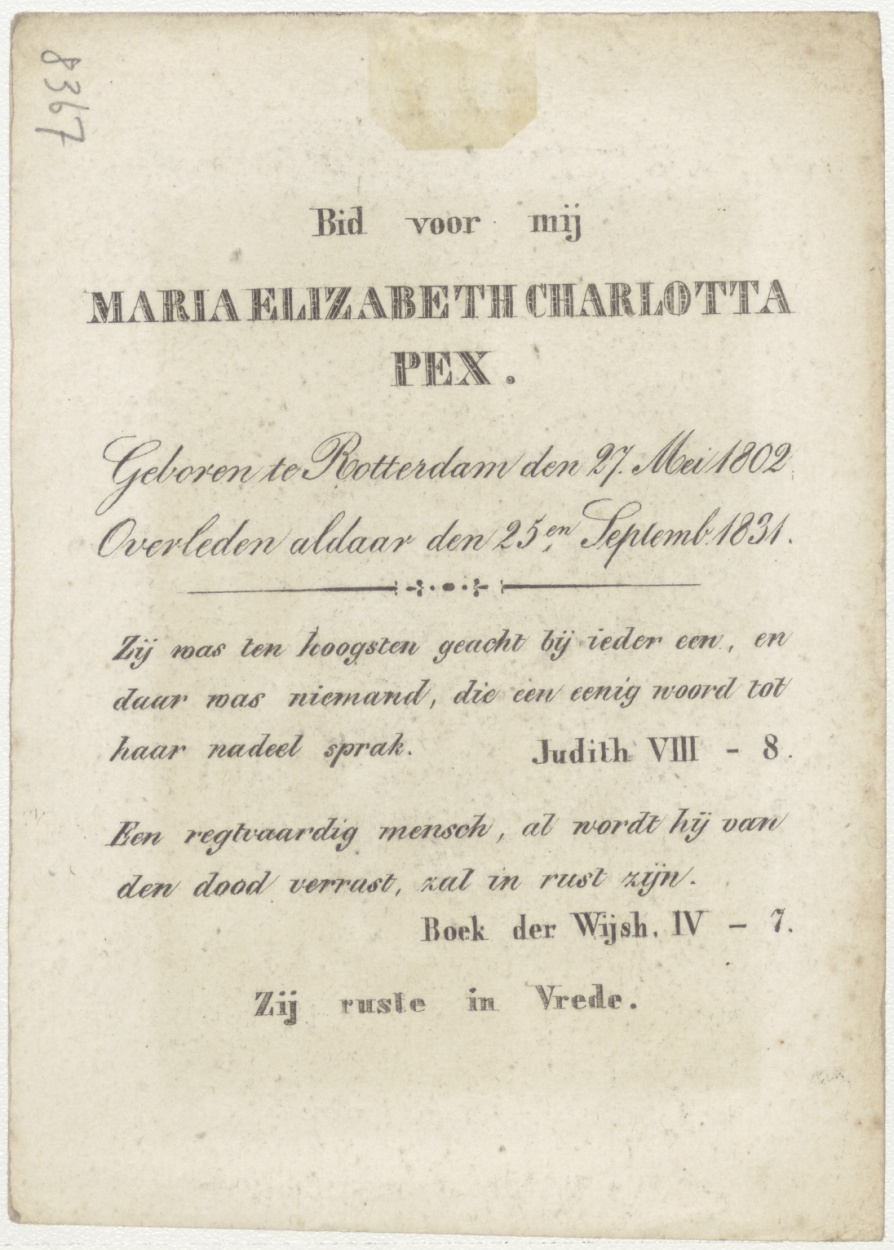 8367
Bid voor mij
MARIA ELIZABETH CHARLOTTA
PEX.
Geboren te Rotterdam den 27. Mei 1802
Overleden aldaar den 25en Septemb. 1831.
Zij was ten hoogsten geacht bij ieder een, en
daar was niemand, die een eenig woord tot
haar nadeel sprak. Judith VIII - 8.
Een regtvaardig mensch, al wordt hij van
den dood verrast, zal in rust zijn.
Boek der Wijsh. IV - 7.
Zij ruste in Vrede.